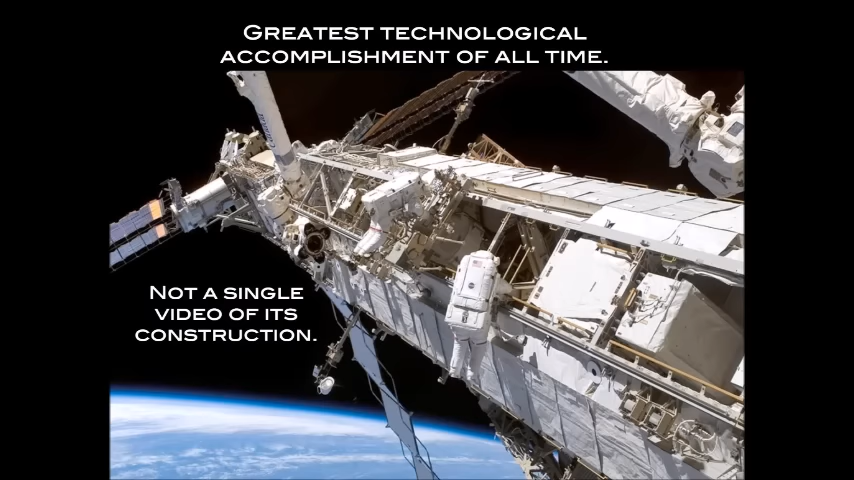 Greatest technological
accomplishment of all time.
Not a single
video of its
construction.